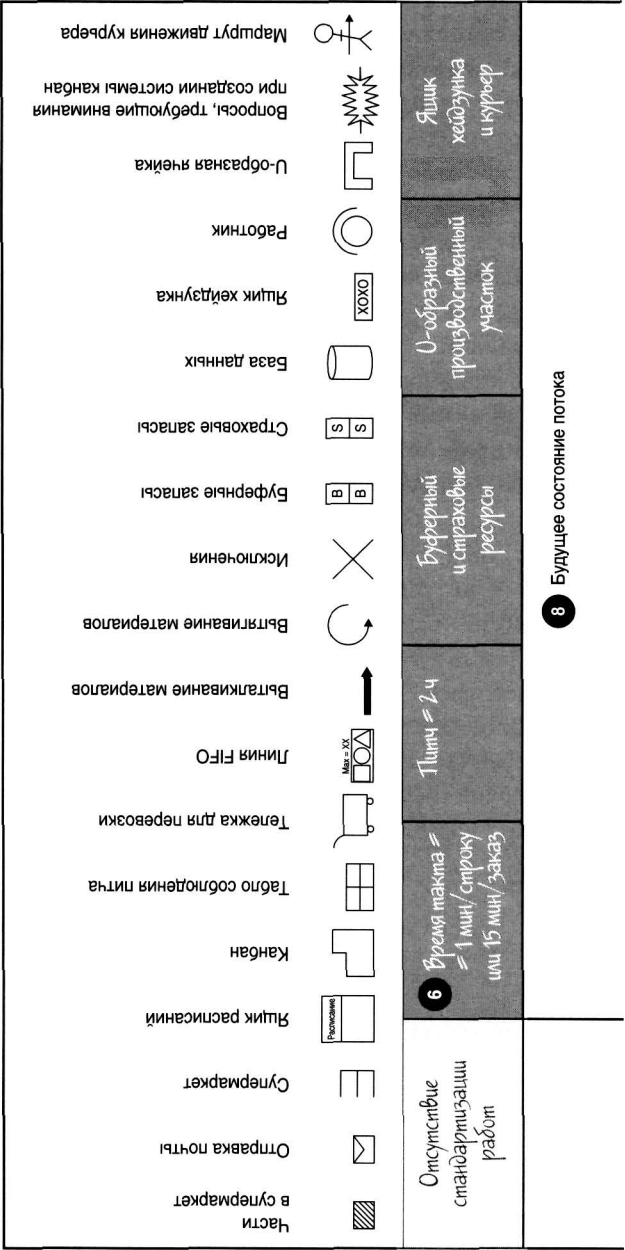 Маршрут движения курьера
Вопросы, требующие внимания
при создании системы канбан
U-образная ячейка
Работник
Ящик хейдзунка
OXOX
База данных
Страховые запасы
S S
Буферные запасы
B B
Исключения
Вытягивание материалов
Выталкивание материалов
Линия FIFO
Max = XX
Тележка для перевозки
Табло соблюдения питча
Канбан
Ящик расписаний
Расписание
Супермаркет
Отправка почты
Части
в супермаркет
Отсутствие
стандартизации
работ
6 Время такта =
= 1 мин/строку
или 15 мин/заказ
Питч = 2 ч
Буферный
и страховые
ресурсы
U-образный
производственный
участок
Ящик
хейдзунка
и курьер
8 Будущее состояние потока